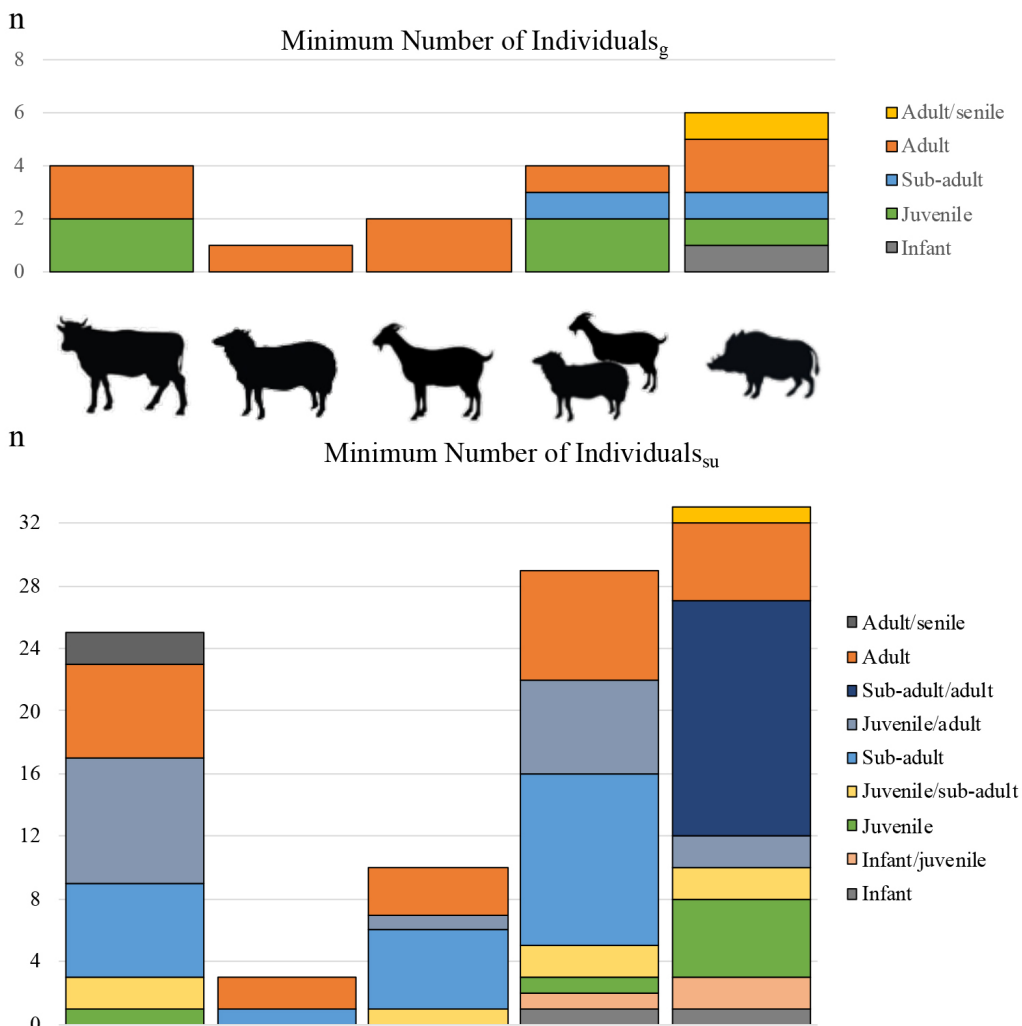 n
Minimum Number of Individualsg
8
6
4
2
0
Adult/senile
Adult
Sub-adult
Juvenile
Infant
n
Minimum Number of Individualssu
32
28
24
20
16
12
8
4
0
Adult/senile
Adult
Sub-adult/adult
Juvenile/adult
Sub-adult
Juvenile/sub-adult
Juvenile
Infant/juvenile
Infant